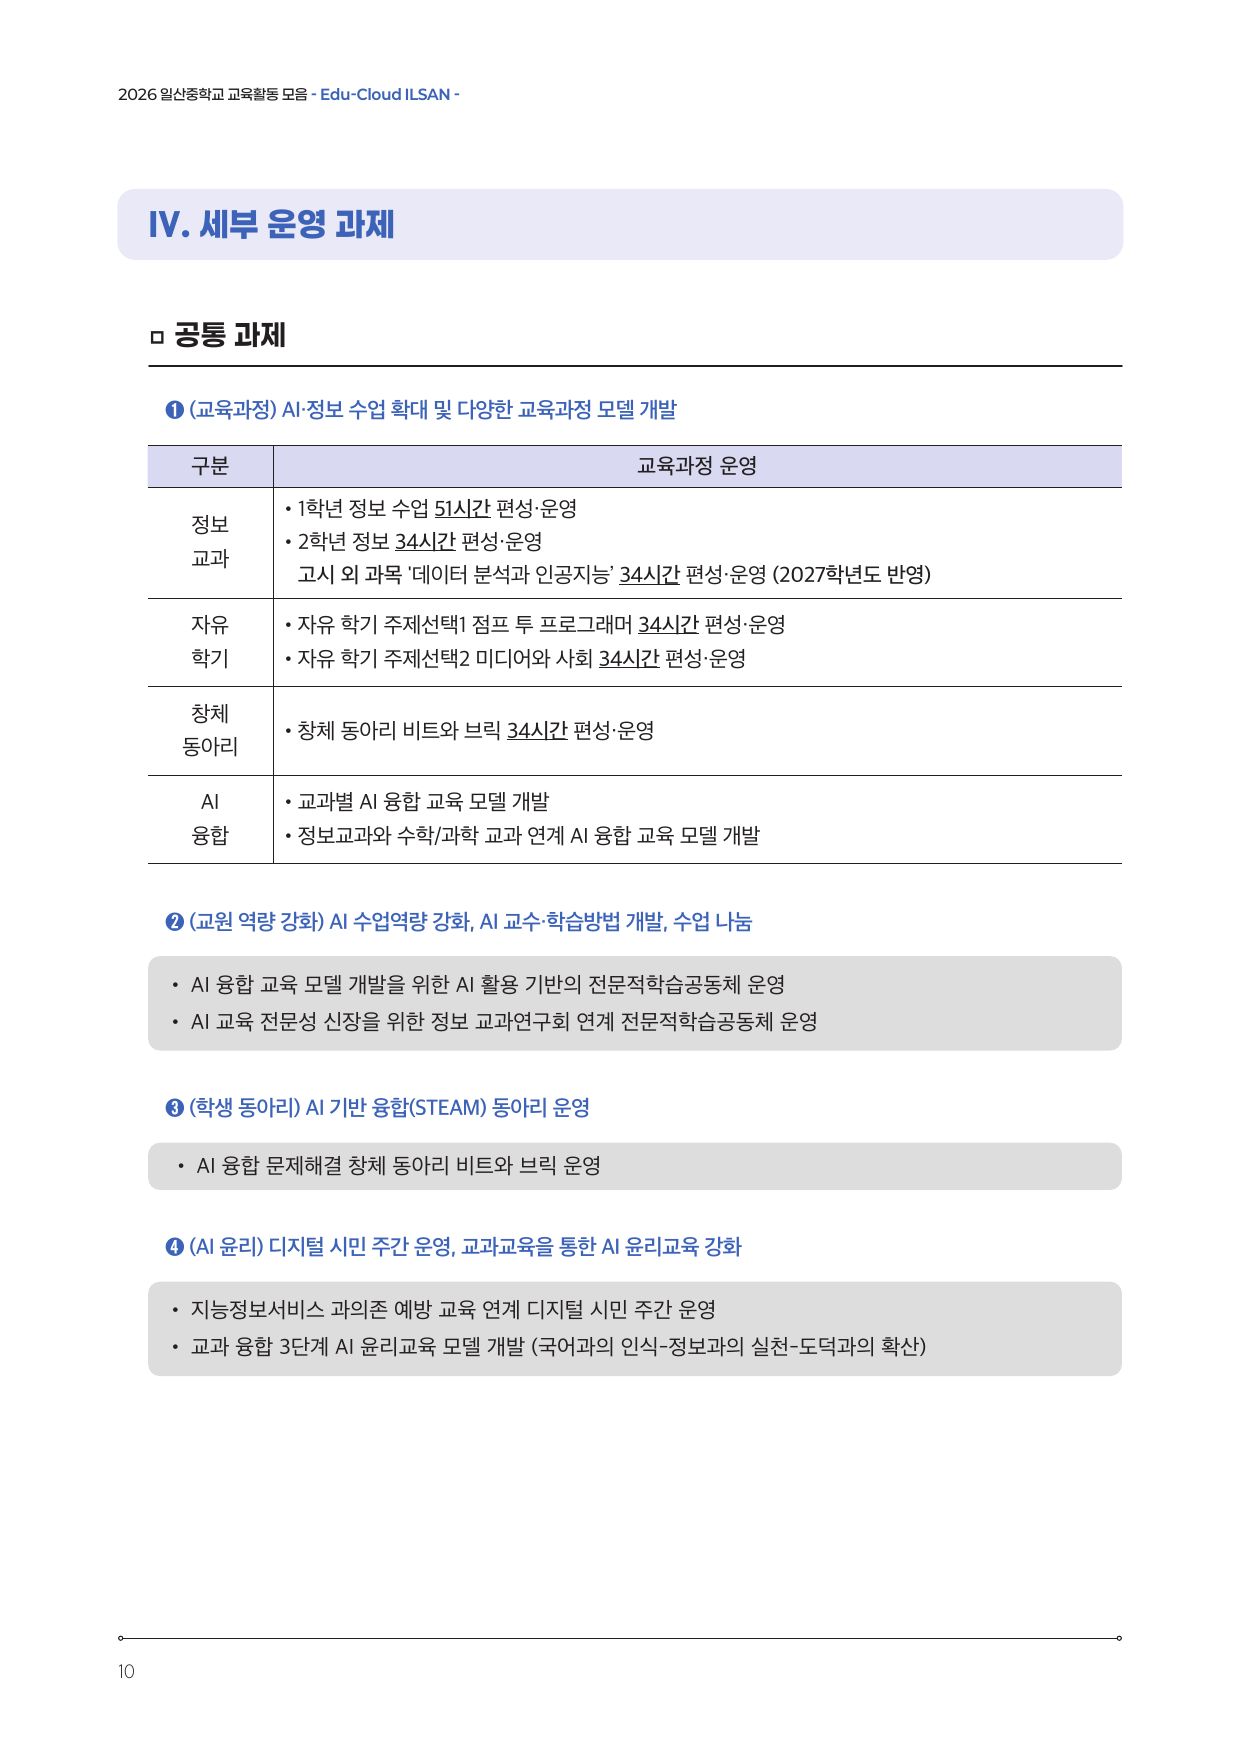 2026 일산중학교 교육활동 모음 - Edu-Cloud ILSAN -
IV. 세부 운영 과제
□ 공통 과제
❶ (교육과정) AI·정보 수업 확대 및 다양한 교육과정 모델 개발
구분
교육과정 운영
정보
교과
• 1학년 정보 수업 51시간 편성·운영
• 2학년 정보 34시간 편성·운영
고시 외 과목 '데이터 분석과 인공지능’ 34시간 편성·운영 (2027학년도 반영)
자유
학기
• 자유 학기 주제선택1 점프 투 프로그래머 34시간 편성·운영
• 자유 학기 주제선택2 미디어와 사회 34시간 편성·운영
창체
동아리
• 창체 동아리 비트와 브릭 34시간 편성·운영
AI
융합
• 교과별 AI 융합 교육 모델 개발
• 정보교과와 수학/과학 교과 연계 AI 융합 교육 모델 개발
❷ (교원 역량 강화) AI 수업역량 강화, AI 교수·학습방법 개발, 수업 나눔
• AI 융합 교육 모델 개발을 위한 AI 활용 기반의 전문적학습공동체 운영
• AI 교육 전문성 신장을 위한 정보 교과연구회 연계 전문적학습공동체 운영
❸ (학생 동아리) AI 기반 융합(STEAM) 동아리 운영
• AI 융합 문제해결 창체 동아리 비트와 브릭 운영
❹ (AI 윤리) 디지털 시민 주간 운영, 교과교육을 통한 AI 윤리교육 강화
• 지능정보서비스 과의존 예방 교육 연계 디지털 시민 주간 운영
• 교과 융합 3단계 AI 윤리교육 모델 개발 (국어과의 인식-정보과의 실천-도덕과의 확산)
10